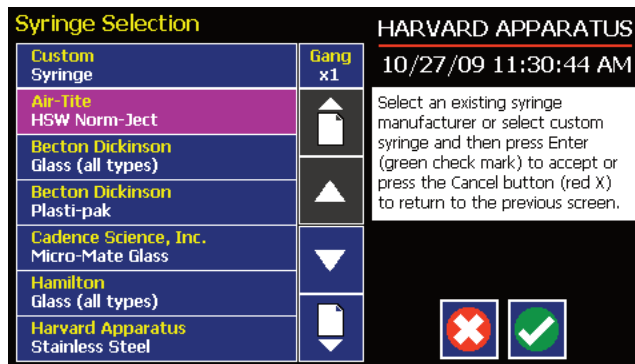 Syringe Selection
Custom
Syringe
Gang
x1
Air-Tite
HSW Norm-Ject
Becton Dickinson
Glass (all types)
Becton Dickinson
Plasti-pak
Cadence Science, Inc.
Micro-Mate Glass
Hamilton
Glass (all types)
Harvard Apparatus
Stainless Steel
HARVARD APPARATUS
10/27/09 11:30:44 AM
Select an existing syringe
manufacturer or select custom
syringe and then press Enter
(green check mark) to accept or
press the Cancel button (red X)
to return to the previous screen.